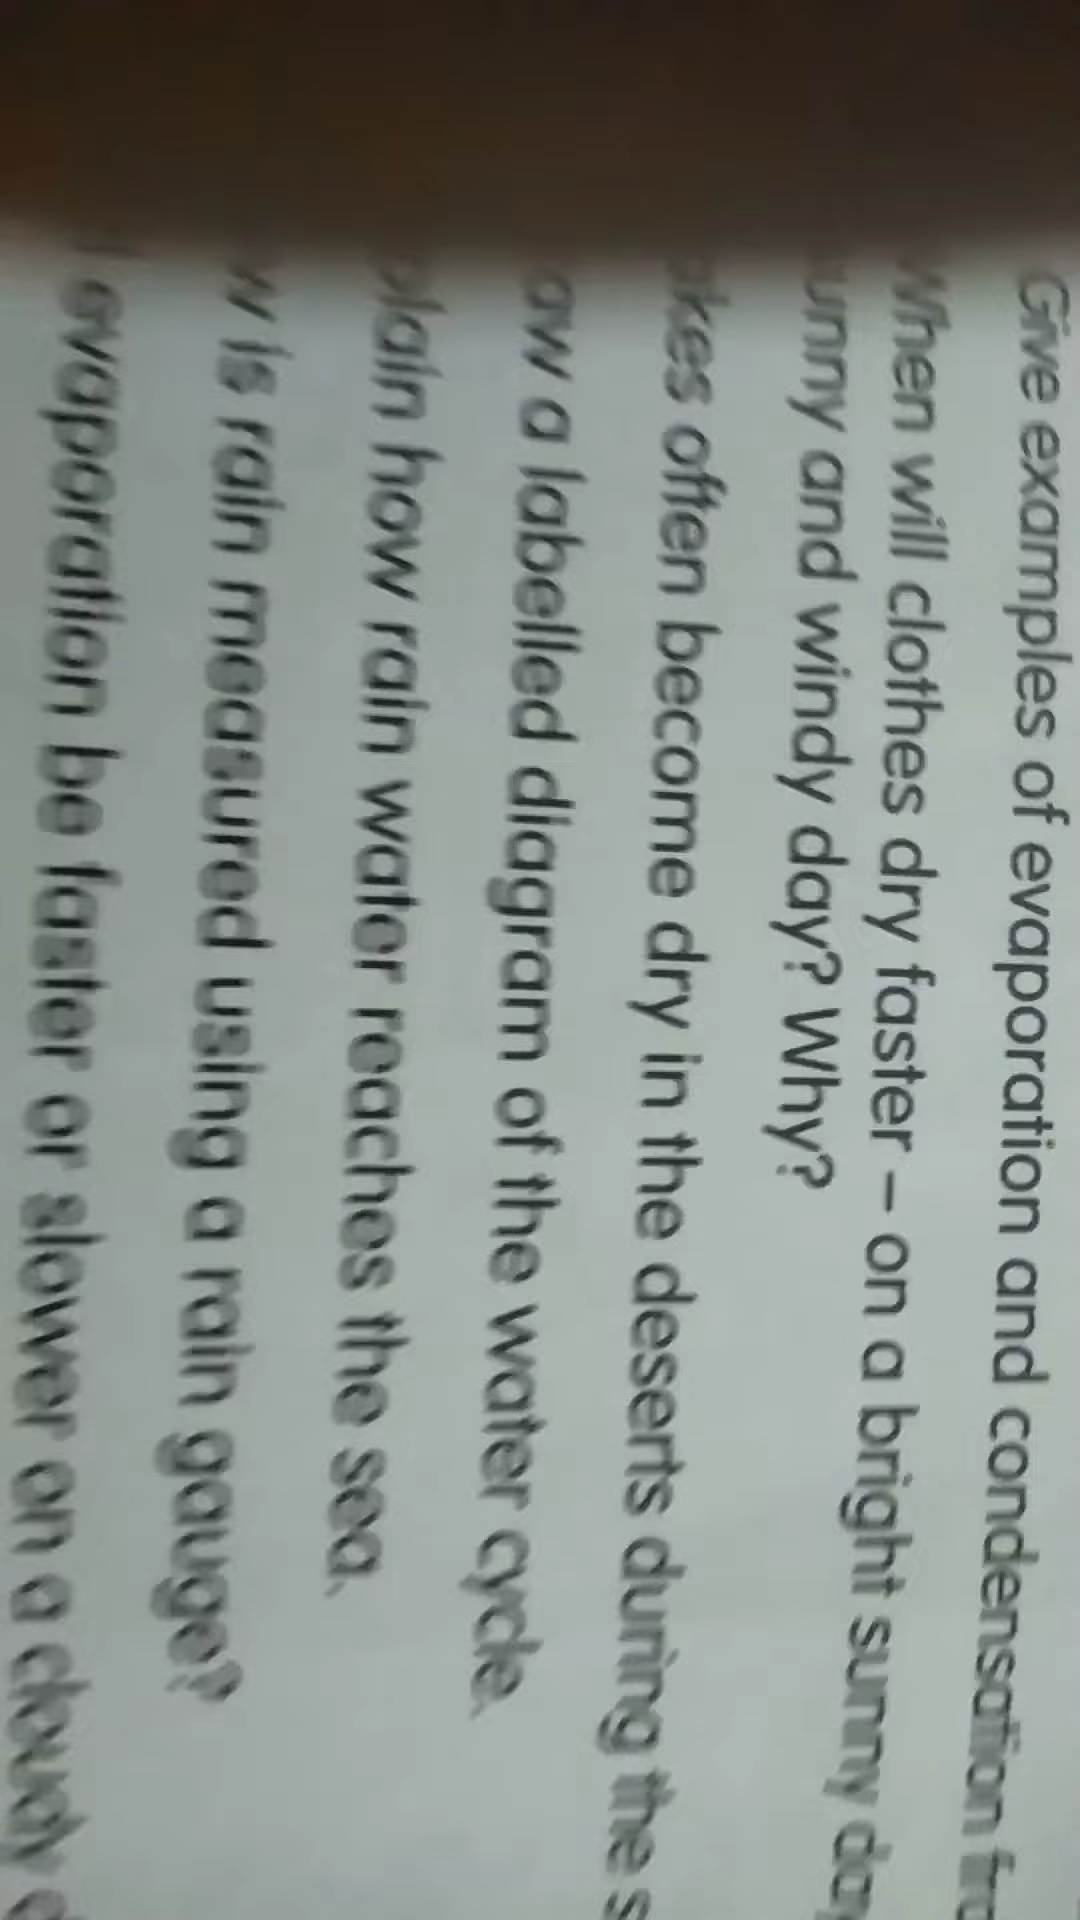 Give examples of evaporation and condensation
When will clothes dry faster – on a bright sunny day
sunny and windy day? Why?
often become dry in the deserts during the
a labelled diagram of the water cycle.
how rain water reaches the sea.
is rain measured using a rain gauge?
evaporation be faster or slower on a cloudy